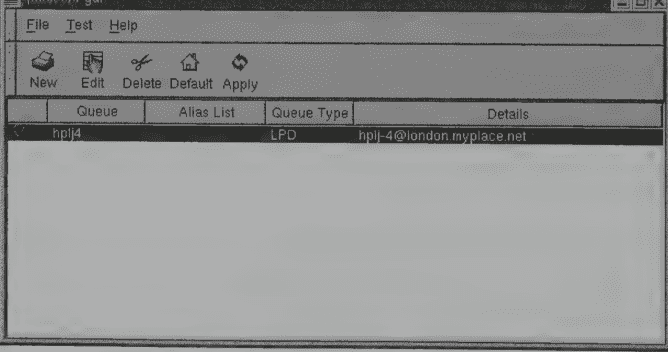 File Test Help
New Edit Delete Default Apply
Queue Alias List Queue Type Details
hplj4 LPD hplj-4@london.myplace.net